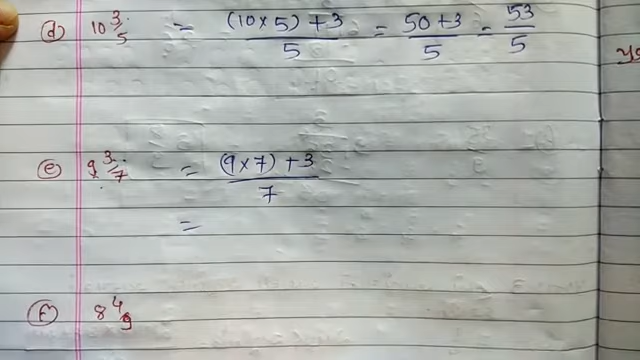 (d) 10 3/5 = (10×5)+3/5 = 50+3/5 = 53/5
(e) 9 3/7 = (9×7)+3/7
=
(f) 8 4/9